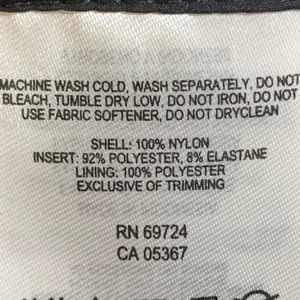 MACHINE WASH COLD, WASH SEPARATELY, DO NOT
BLEACH, TUMBLE DRY LOW, DO NOT IRON, DO NOT
USE FABRIC SOFTENER, DO NOT DRYCLEAN
SHELL: 100% NYLON
INSERT: 92% POLYESTER, 8% ELASTANE
LINING: 100% POLYESTER
EXCLUSIVE OF TRIMMING
RN 69724
CA 05367